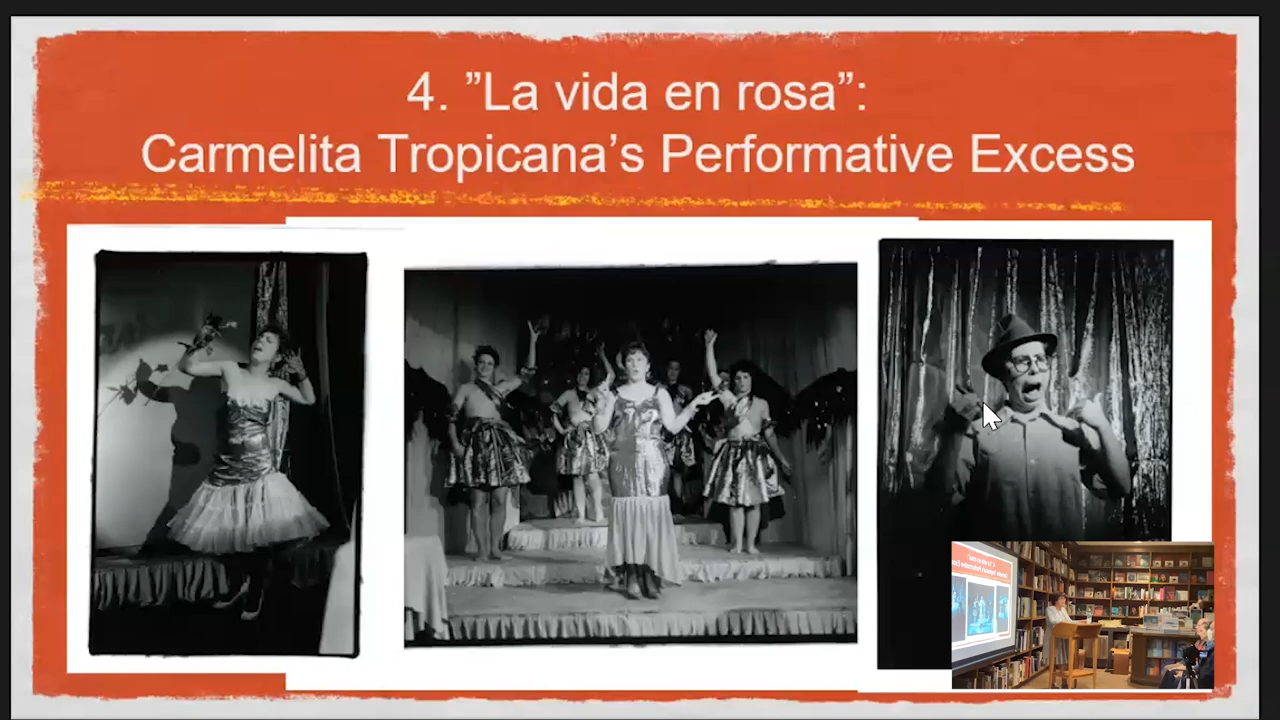 4. ”La vida en rosa”:
Carmelita Tropicana’s Performative Excess